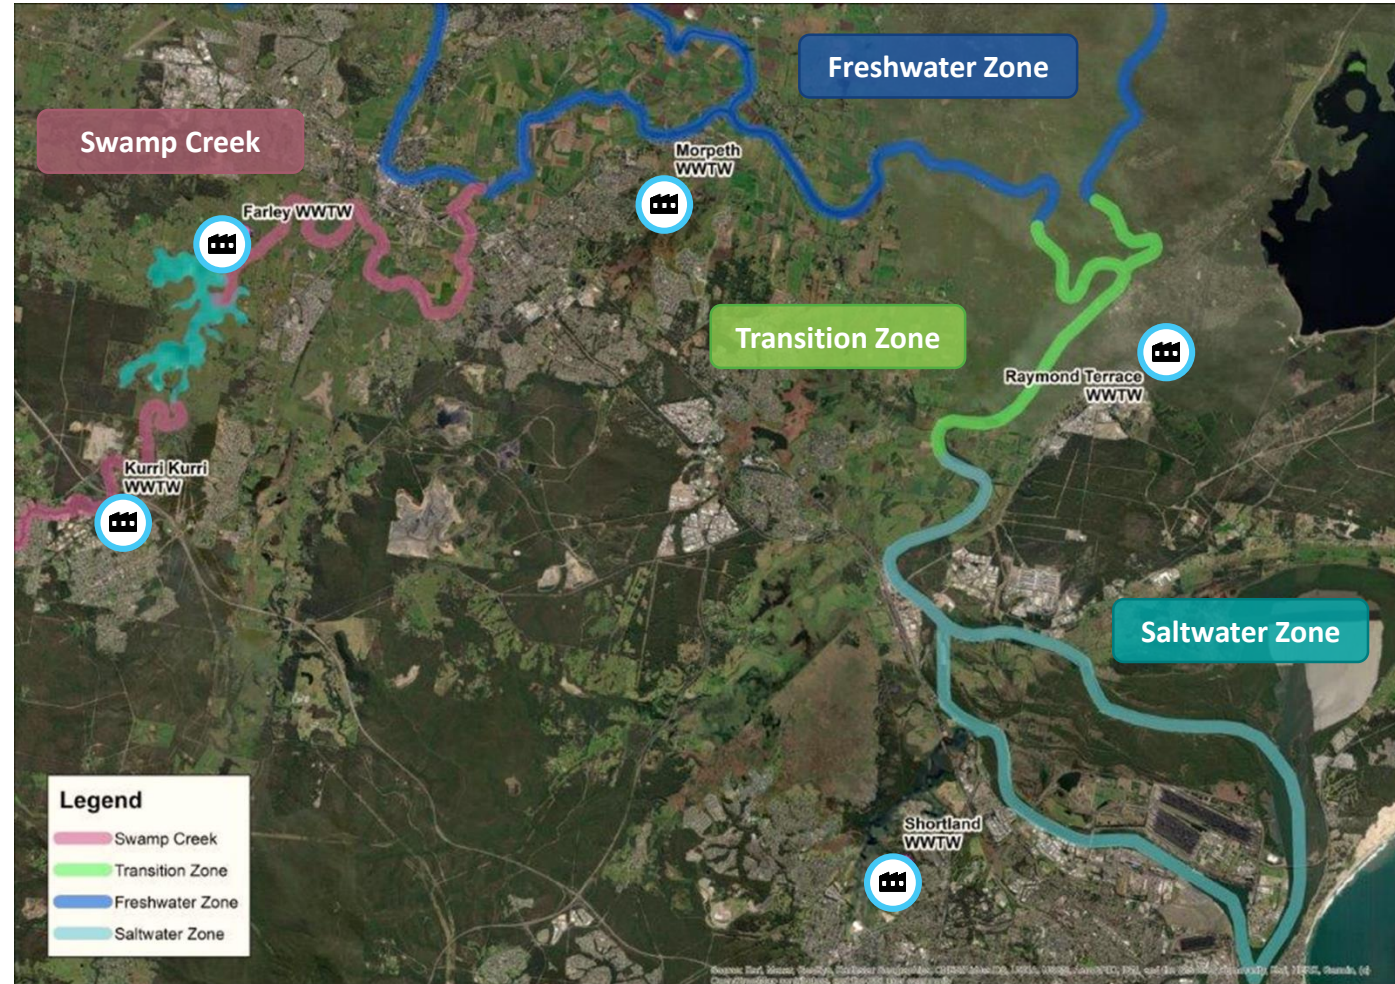 Freshwater Zone
Swamp Creek
Morpeth
WWTW
Farley WWTW
Transition Zone
Raymond Terrace
WWTW
Kurri Kurri
WWTW
Saltwater Zone
Shortland
WWTW
Legend
Swamp Creek
Transition Zone
Freshwater Zone
Saltwater Zone